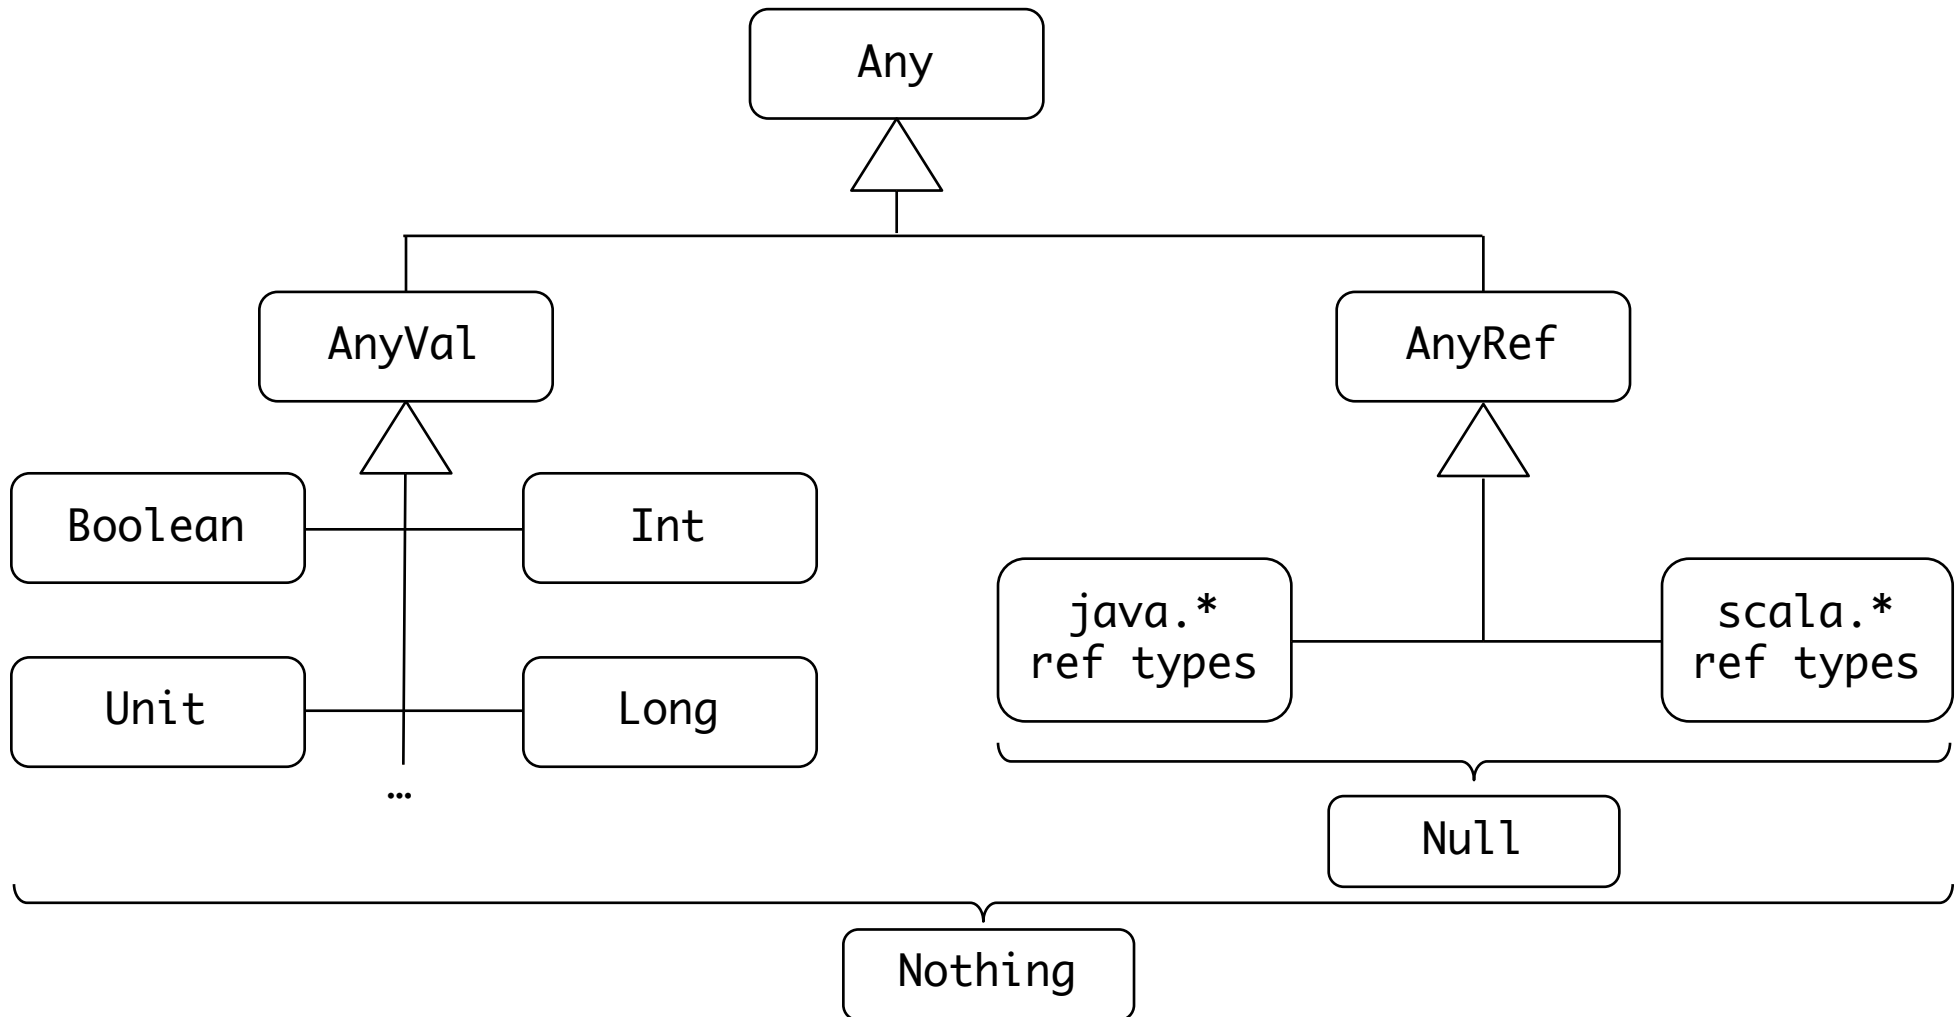 Any
AnyVal
AnyRef
Boolean
Int
java.*
ref types
scala.*
ref types
Unit
Long
…
Null
Nothing